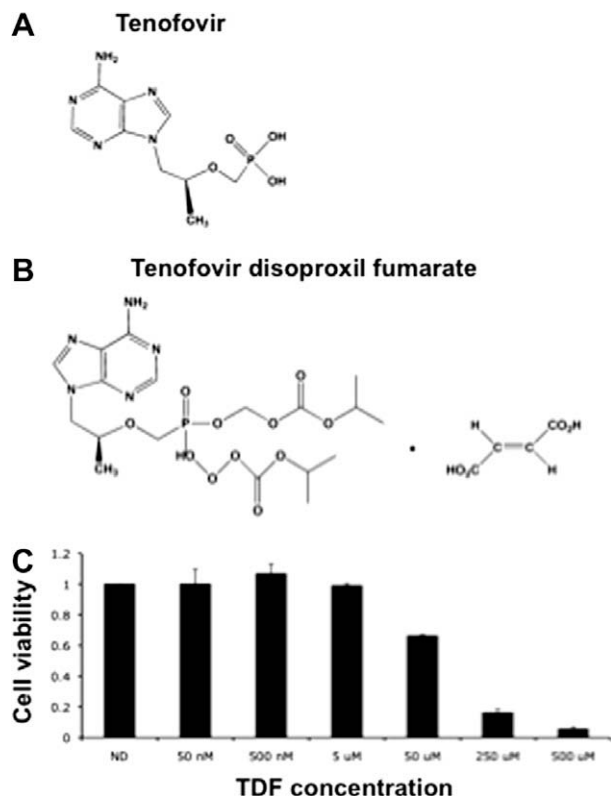 A Tenofovir
NH₂
N
N
N
N
O
P
OH
OH
O
CH₃
B Tenofovir disoproxil fumarate
NH₂
N
N
N
N
O
O
P
O
O
O
O
CH₃
HO
O
O
O
O
H
CO₂H
C
C
HO₂C
H
C
Cell viability
1.2
1
0.8
0.6
0.4
0.2
0
ND 50 nM 500 nM 5 uM 50 uM 250 uM 500 uM
TDF concentration